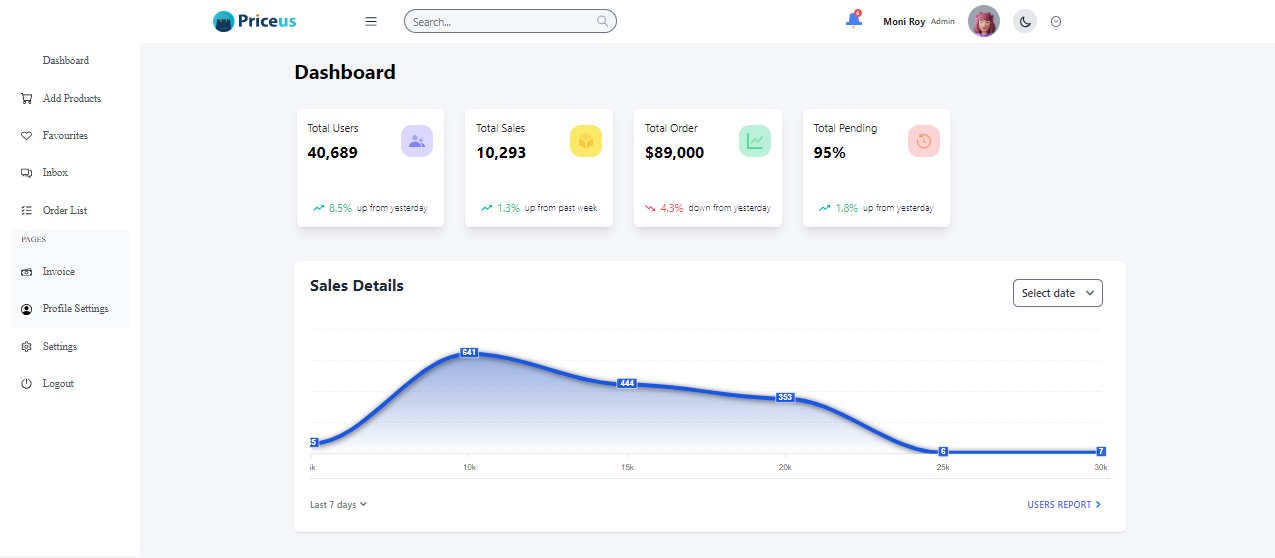 Priceus
Search...
4
Moni Roy Admin
Dashboard
Add Products
Favourites
Inbox
Order List
PAGES
Invoice
Profile Settings
Settings
Logout
Dashboard
Total Users
40,689
8.5% up from yesterday
Total Sales
10,293
1.3% up from past week
Total Order
$89,000
4.3% down from yesterday
Total Pending
95%
1.8% up from yesterday
Sales Details
Select date
641
444
353
6
7
10k 15k 20k 25k 30k
Last 7 days
USERS REPORT